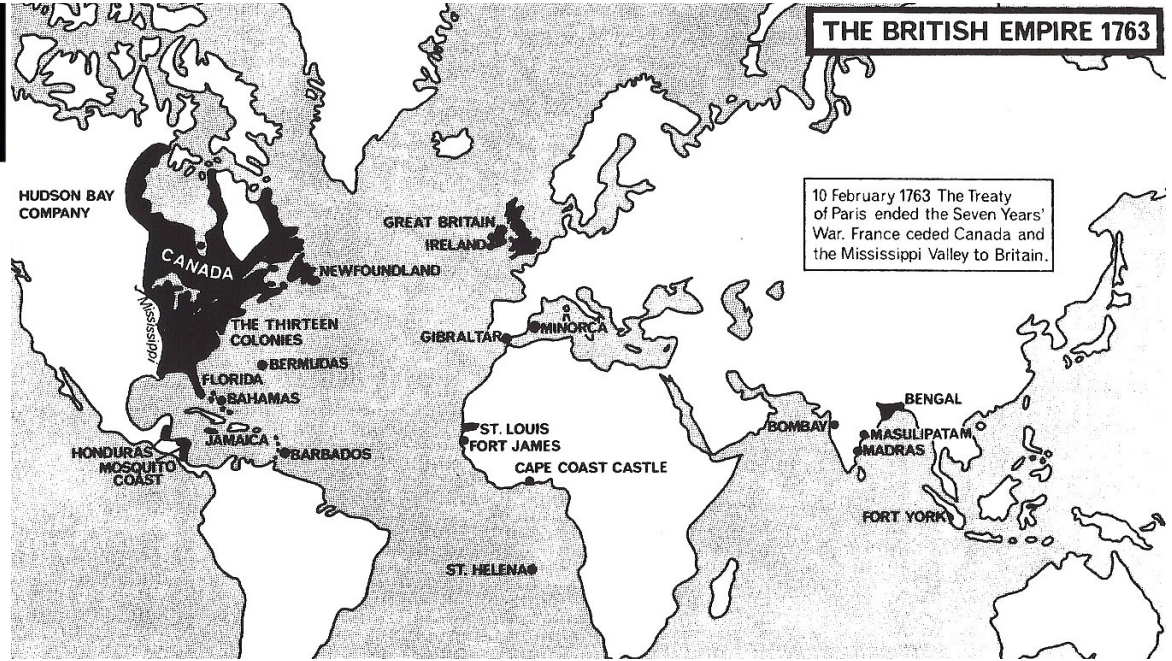 THE BRITISH EMPIRE 1763
10 February 1763 The Treaty
of Paris ended the Seven Years'
War. France ceded Canada and
the Mississippi Valley to Britain.
HUDSON BAY
COMPANY
CANADA
NEWFOUNDLAND
Mississippi
THE THIRTEEN
COLONIES
BERMUDAS
FLORIDA
BAHAMAS
JAMAICA
HONDURAS
MOSQUITO
COAST
BARBADOS
GREAT BRITAIN
IRELAND
GIBRALTAR
MINORCA
ST. LOUIS
FORT JAMES
CAPE COAST CASTLE
ST. HELENA
BOMBAY
BENGAL
MASULIPATAM
MADRAS
FORT YORK